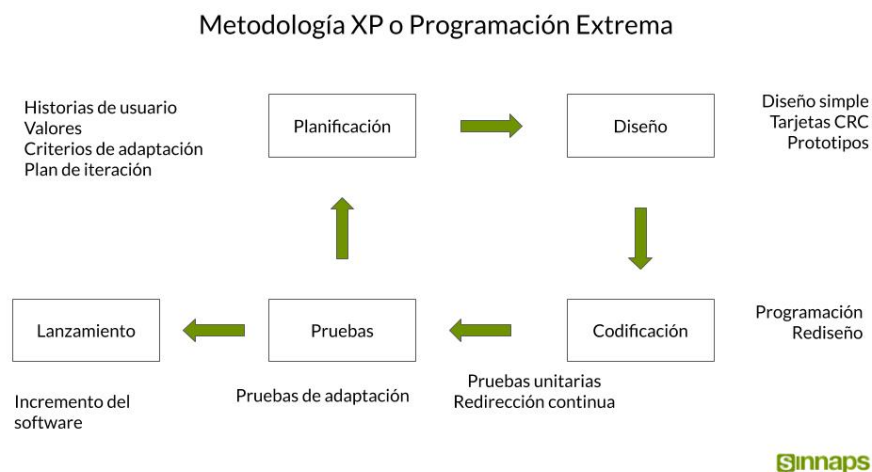 Metodología XP o Programación Extrema
Historias de usuario
Valores
Criterios de adaptación
Plan de iteración
Planificación
Diseño
Diseño simple
Tarjetas CRC
Prototipos
Lanzamiento
Pruebas
Codificación
Programación
Rediseño
Incremento del
software
Pruebas de adaptación
Pruebas unitarias
Redirección continua
Sinnaps